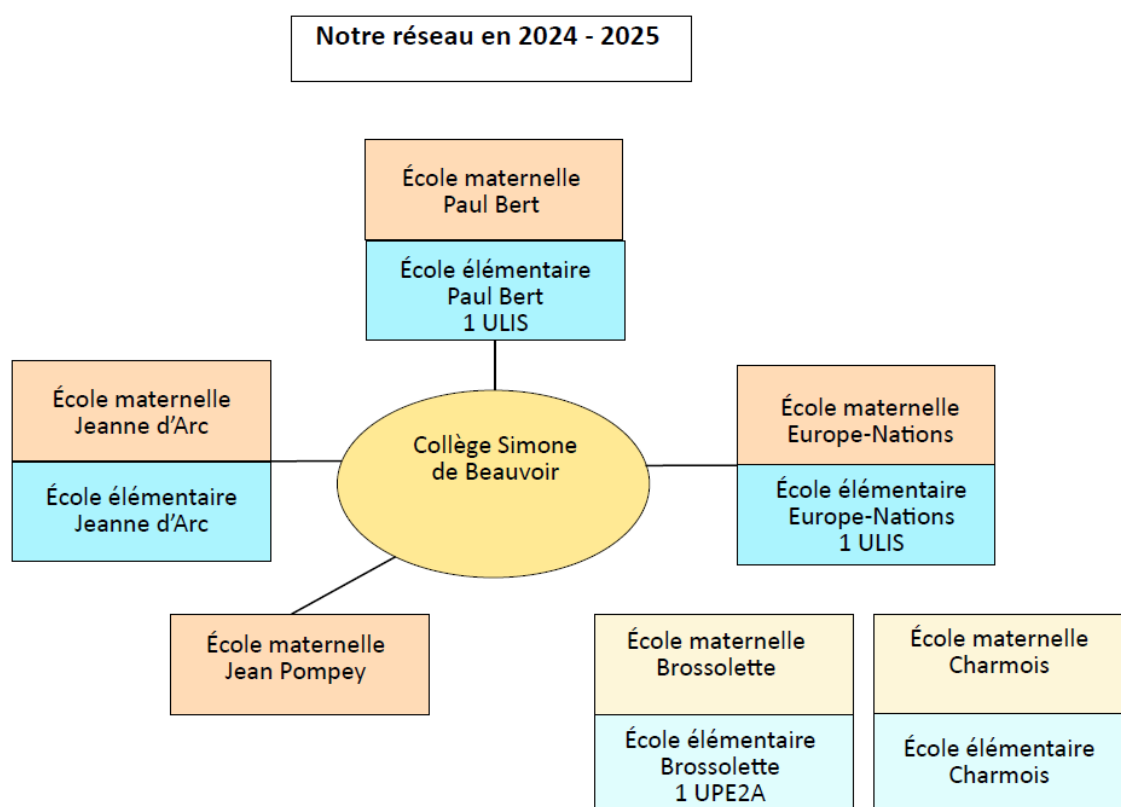 Notre réseau en 2024 - 2025
École maternelle
Paul Bert
École élémentaire
Paul Bert
1 ULIS
École maternelle
Jeanne d’Arc
École élémentaire
Jeanne d’Arc
Collège Simone
de Beauvoir
École maternelle
Europe-Nations
École élémentaire
Europe-Nations
1 ULIS
École maternelle
Jean Pompey
École maternelle
Brossolette
École élémentaire
Brossolette
1 UPE2A
École maternelle
Charmois
École élémentaire
Charmois